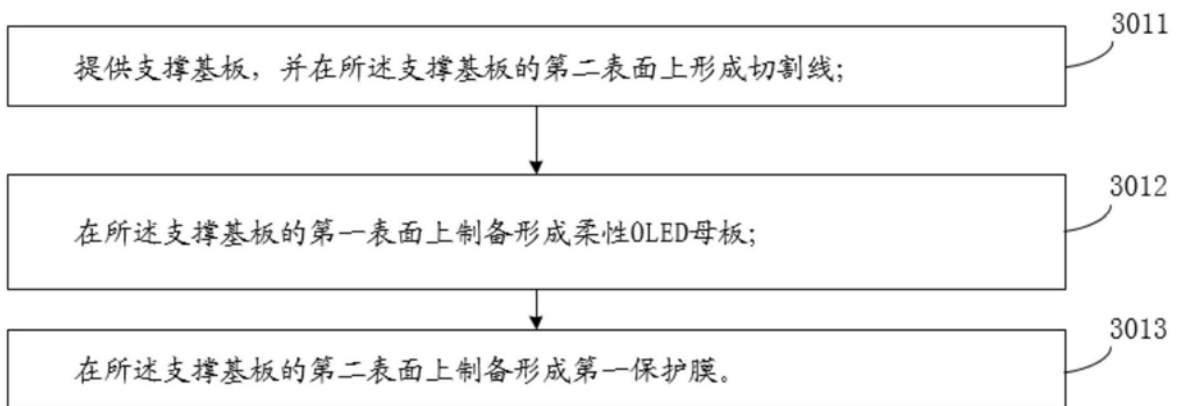 3011
提供支撑基板，并在所述支撑基板的第二表面上形成切割线；
3012
在所述支撑基板的第一表面上制备形成柔性OLED母板；
3013
在所述支撑基板的第二表面上制备形成第一保护膜。